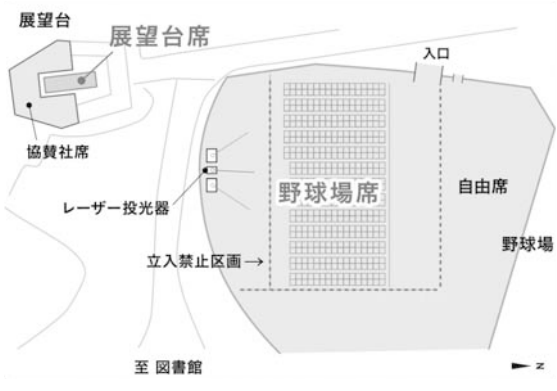 展望台
展望台席
協賛社席
レーザー投光器
立入禁止区画→
野球場席
入口
自由席
野球場
至 図書館
N